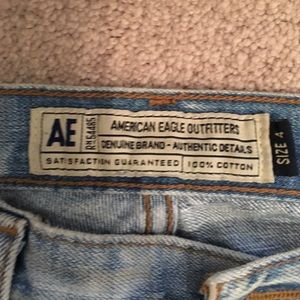 AE
RN 54485
AMERICAN EAGLE OUTFITTERS
GENUINE BRAND - AUTHENTIC DETAILS
SATISFACTION GUARANTEED 100% COTTON
SIZE 4